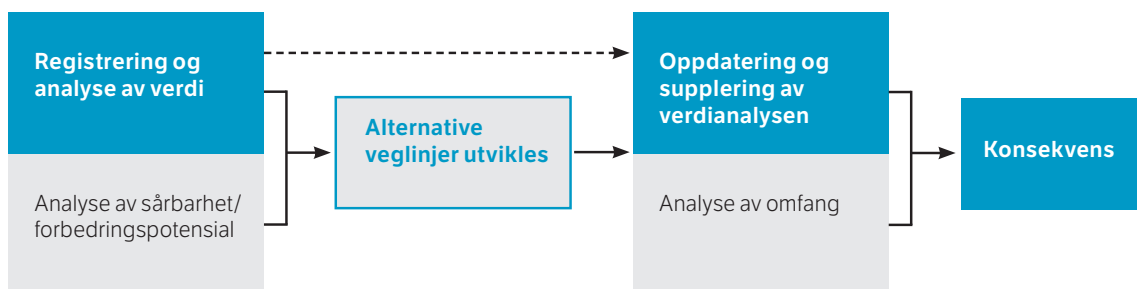 Registrering og
analyse av verdi
Analyse av sårbarhet/
forbedringspotensial
Alternative
veglinjer utvikles
Oppdatering og
supplering av
verdianalysen
Analyse av omfang
Konsekvens